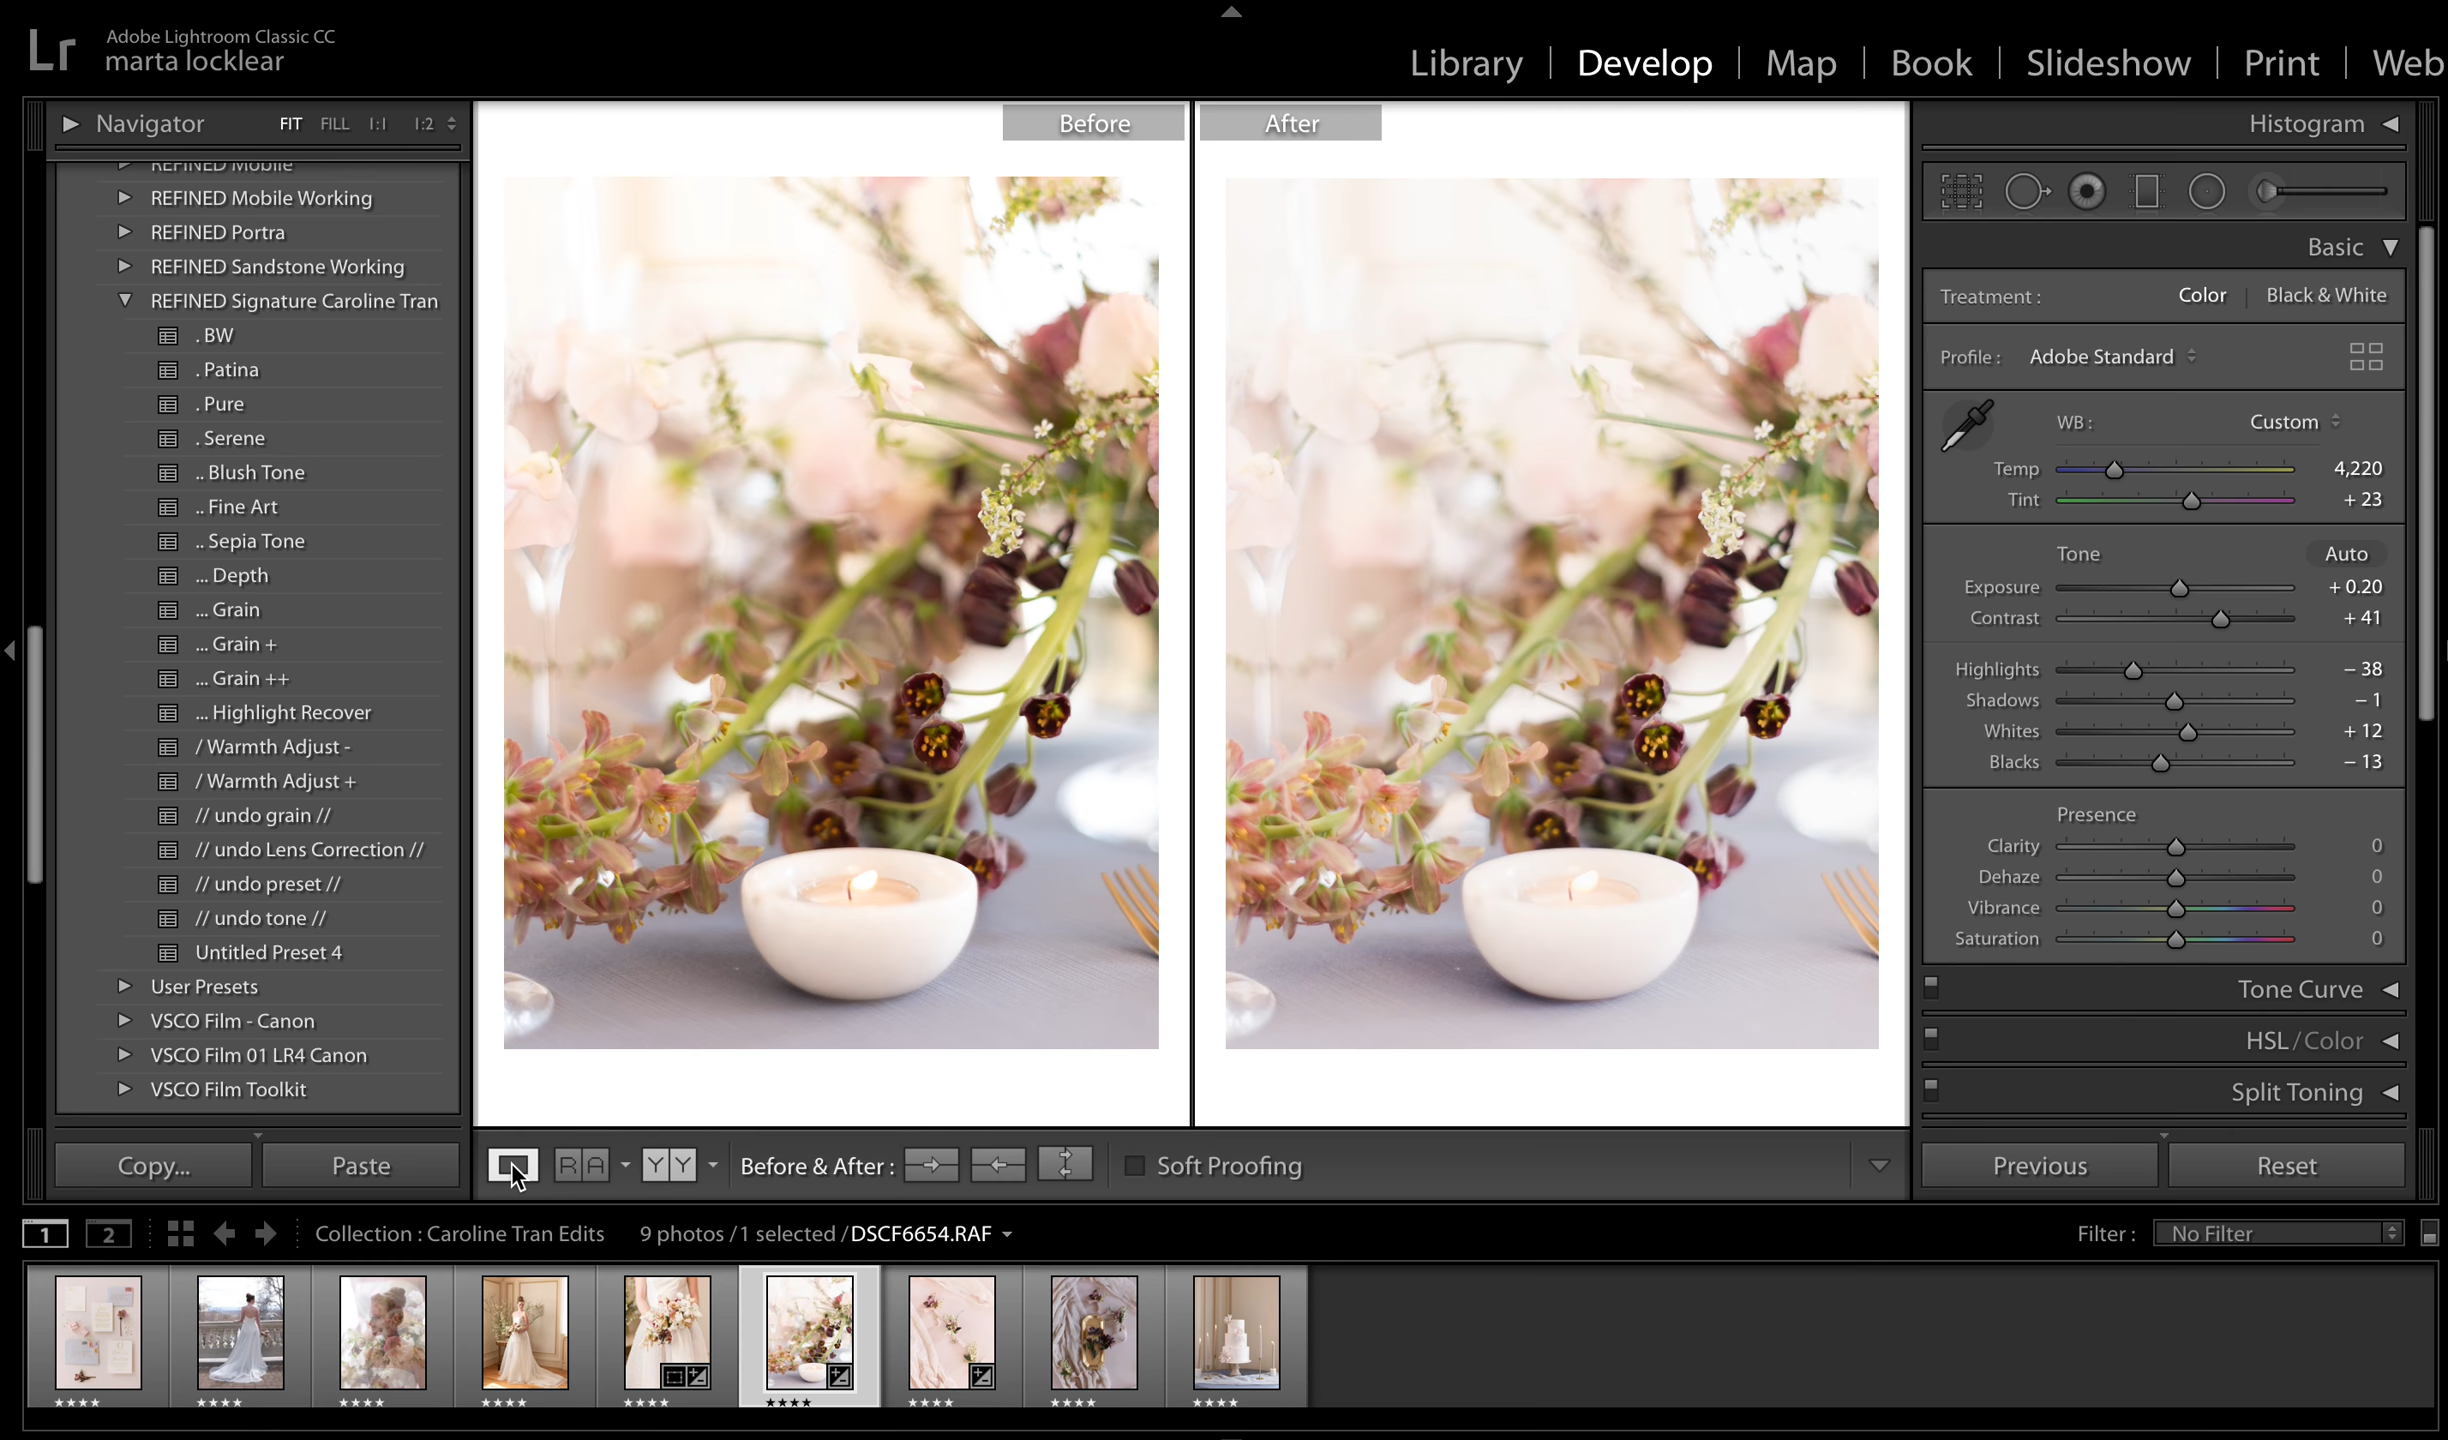 Lr
Adobe Lightroom Classic CC
marta locklear
Library | Develop | Map | Book | Slideshow | Print | Web
Navigator FIT FILL 1:1 1:2
REFINED Mobile
REFINED Mobile Working
REFINED Portra
REFINED Sandstone Working
REFINED Signature Caroline Tran
. BW
. Patina
. Pure
. Serene
.. Blush Tone
.. Fine Art
.. Sepia Tone
... Depth
... Grain
... Grain +
... Grain ++
... Highlight Recover
/ Warmth Adjust -
/ Warmth Adjust +
// undo grain //
// undo Lens Correction //
// undo preset //
// undo tone //
Untitled Preset 4
User Presets
VSCO Film - Canon
VSCO Film 01 LR4 Canon
VSCO Film Toolkit
Copy... Paste
Before After
R A Y Y Before & After : Soft Proofing
Histogram
Basic
Treatment : Color | Black & White
Profile : Adobe Standard
WB : Custom
Temp 4,220
Tint + 23
Tone Auto
Exposure + 0.20
Contrast + 41
Highlights − 38
Shadows − 1
Whites + 12
Blacks − 13
Presence
Clarity 0
Dehaze 0
Vibrance 0
Saturation 0
Tone Curve
HSL / Color
Split Toning
Previous Reset
1 2 Collection : Caroline Tran Edits 9 photos / 1 selected / DSCF6654.RAF Filter : No Filter